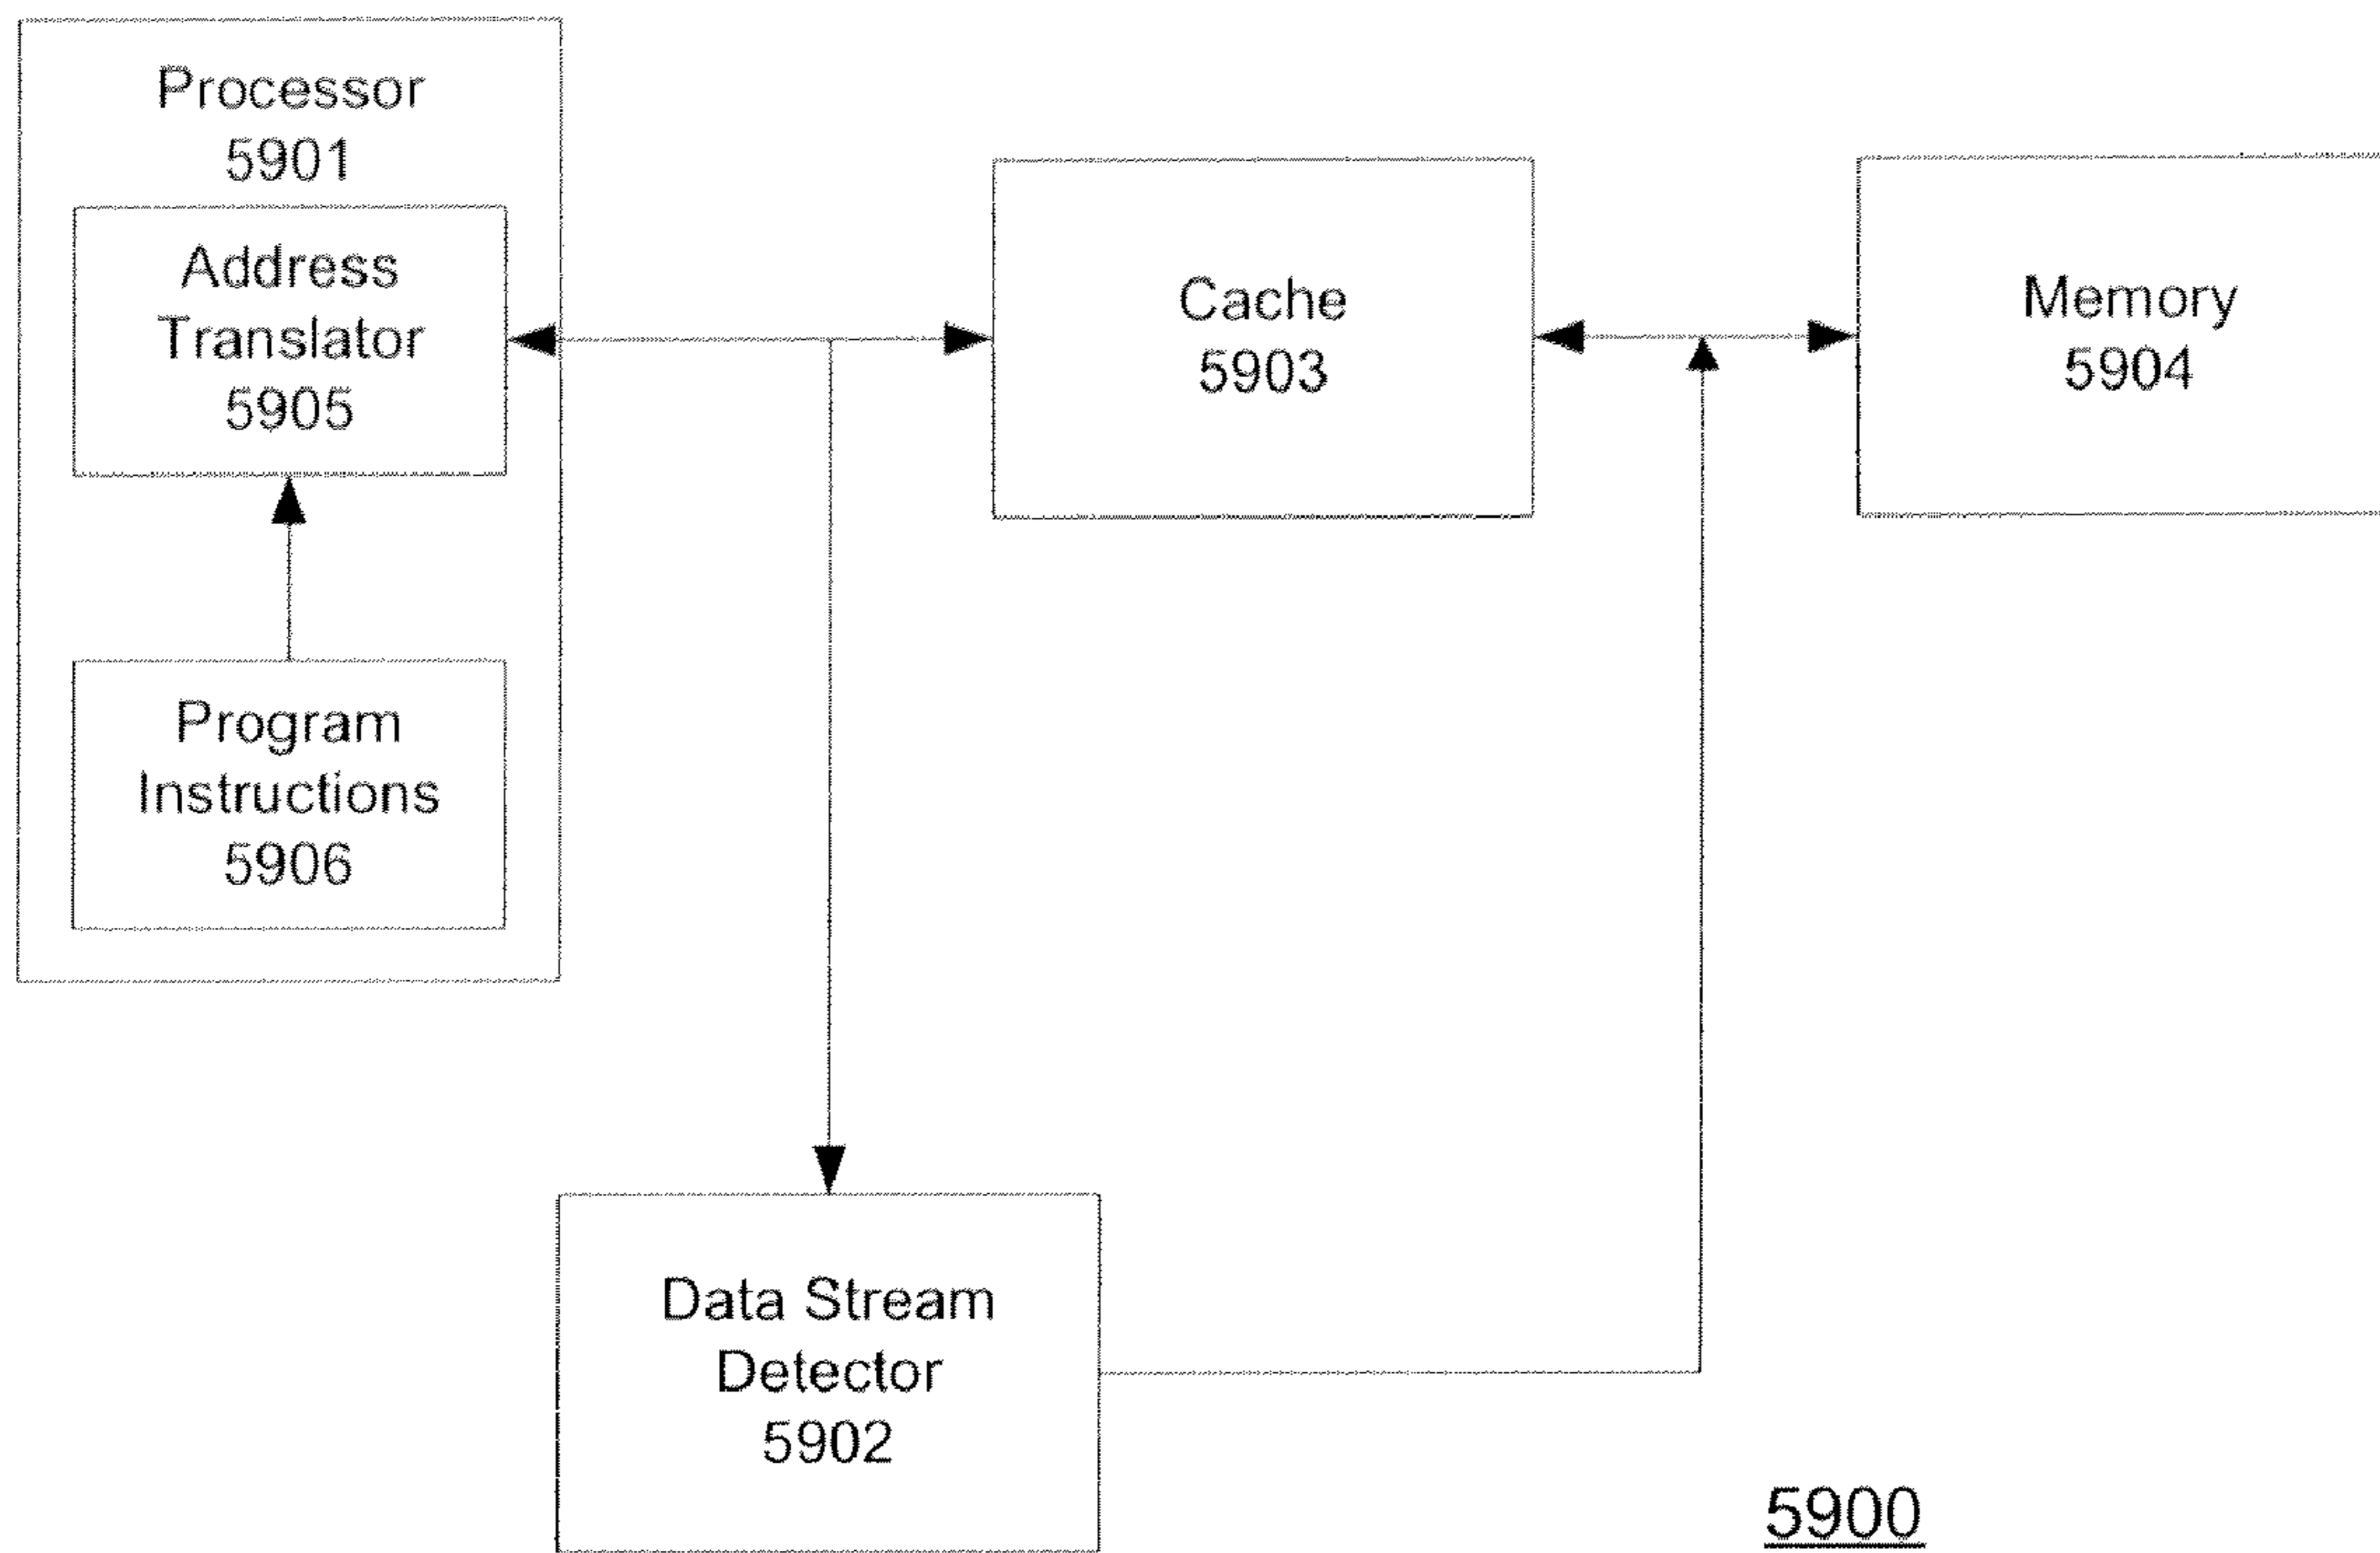 Processor
5901
Address
Translator
5905
Program
Instructions
5906
Cache
5903
Memory
5904
Data Stream
Detector
5902
5900